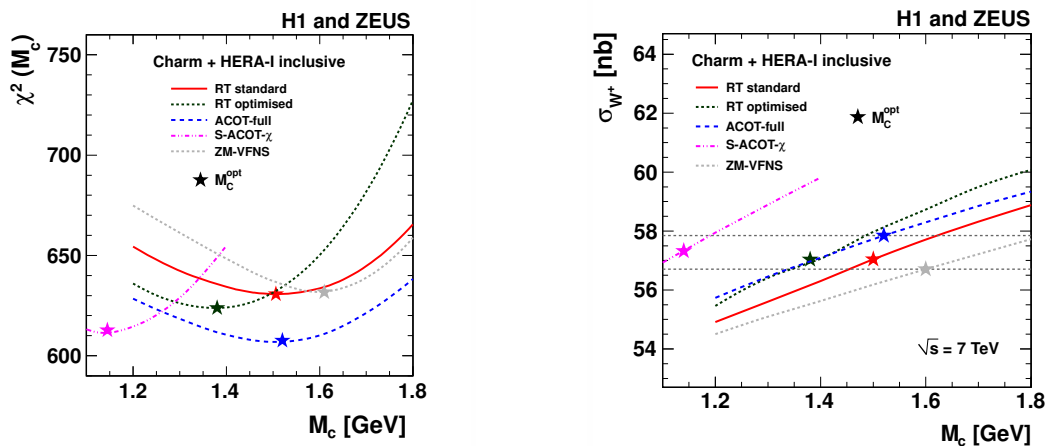 H1 and ZEUS
χ² (M_c)
750
700
650
600
Charm + HERA-I inclusive
RT standard
RT optimised
ACOT-full
S-ACOT-χ
ZM-VFNS
M_C^opt
1.2
1.4
1.6
1.8
M_c [GeV]
H1 and ZEUS
σ_W⁺ [nb]
64
62
60
58
56
54
Charm + HERA-I inclusive
RT standard
RT optimised
ACOT-full
S-ACOT-χ
ZM-VFNS
M_C^opt
√s = 7 TeV
1.2
1.4
1.6
1.8
M_c [GeV]